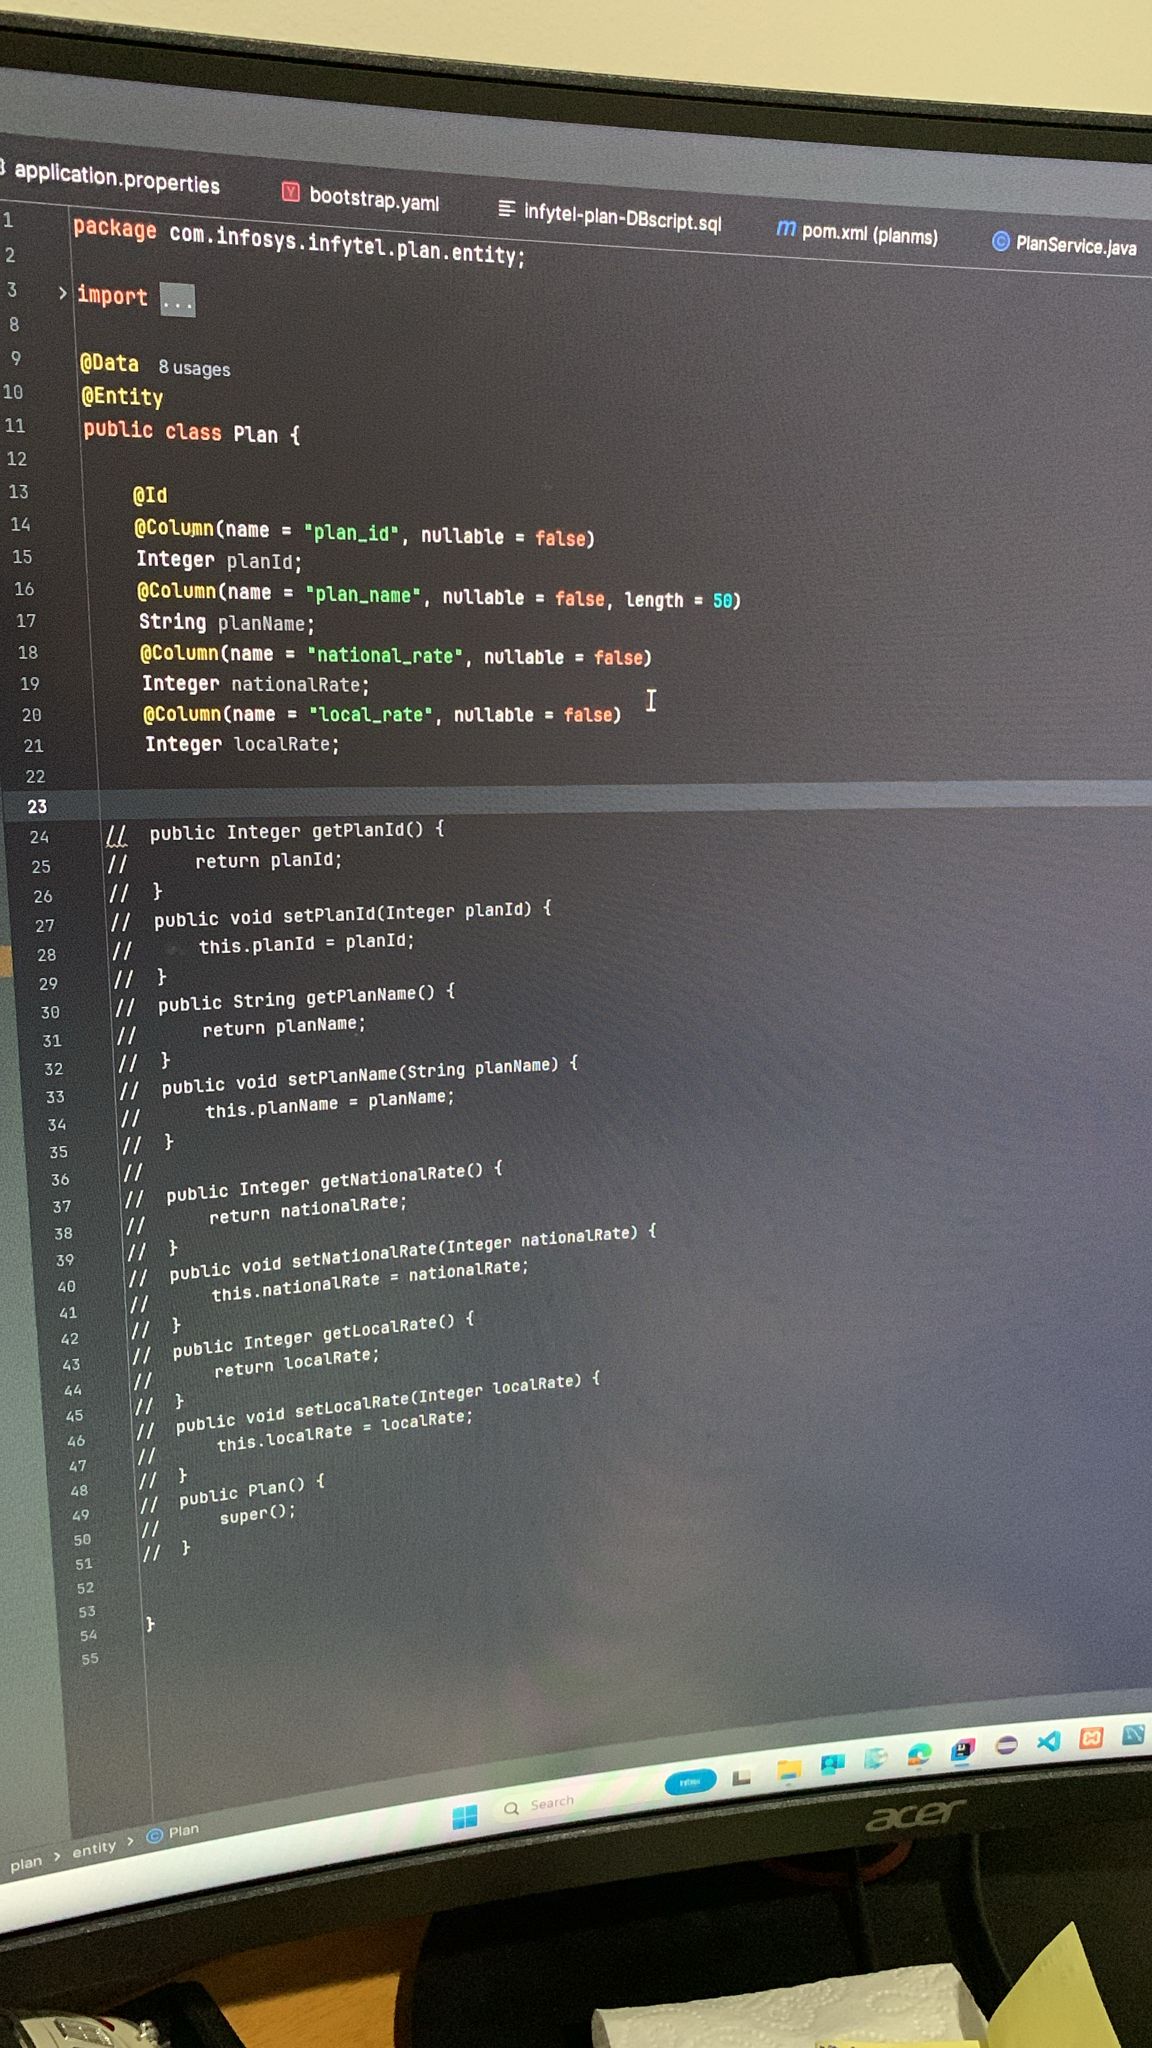 application.properties
bootstrap.yaml
infytel-plan-DBscript.sql
m pom.xml (planms)
PlanService.java
1 package com.infosys.infytel.plan.entity;
2
3 > import ...
8
9 @Data 8 usages
10 @Entity
11 public class Plan {
12
13 @Id
14 @Column(name = "plan_id", nullable = false)
15 Integer planId;
16 @Column(name = "plan_name", nullable = false, length = 50)
17 String planName;
18 @Column(name = "national_rate", nullable = false)
19 Integer nationalRate;
20 @Column(name = "local_rate", nullable = false)
21 Integer localRate;
22
23
24 // public Integer getPlanId() {
25 // return planId;
26 // }
27 // public void setPlanId(Integer planId) {
28 // this.planId = planId;
29 // }
30 // public String getPlanName() {
31 // return planName;
32 // }
33 // public void setPlanName(String planName) {
34 // this.planName = planName;
35 // }
36 //
37 // public Integer getNationalRate() {
38 // return nationalRate;
39 // }
40 // public void setNationalRate(Integer nationalRate) {
41 // this.nationalRate = nationalRate;
42 // }
43 // public Integer getLocalRate() {
44 // return localRate;
45 // }
46 // public void setLocalRate(Integer localRate) {
47 // this.localRate = localRate;
48 // }
49 // public Plan() {
50 // super();
51 // }
52
53
54 }
55
plan > entity > Plan
Search
acer